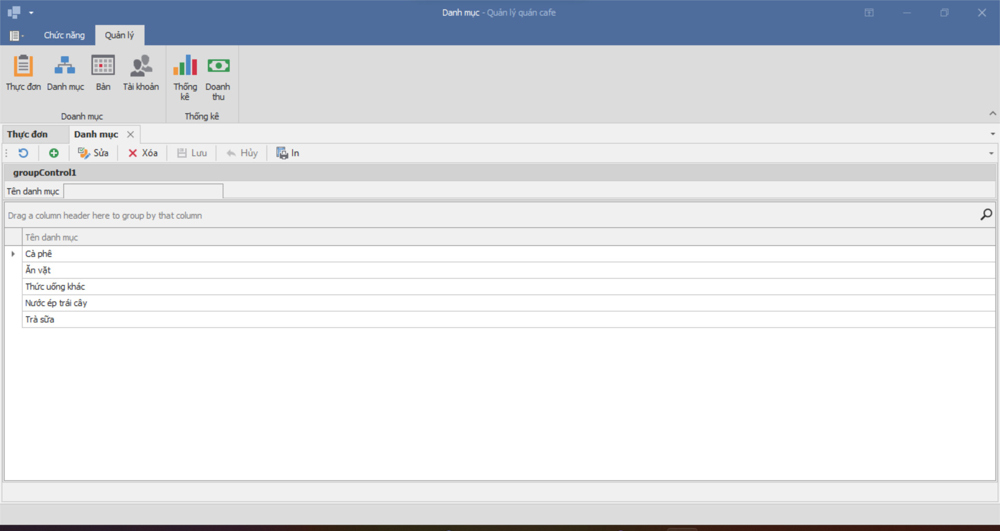 Danh mục - Quản lý quán cafe
Chức năng
Quản lý
Thực đơn
Danh mục
Bàn
Tài khoản
Thống kê
Doanh thu
Doanh mục
Thống kê
Thực đơn
Danh mục
Sửa
Xóa
Lưu
Hủy
In
groupControl1
Tên danh mục
Drag a column header here to group by that column
Tên danh mục
Cà phê
Ăn vặt
Thức uống khác
Nước ép trái cây
Trà sữa